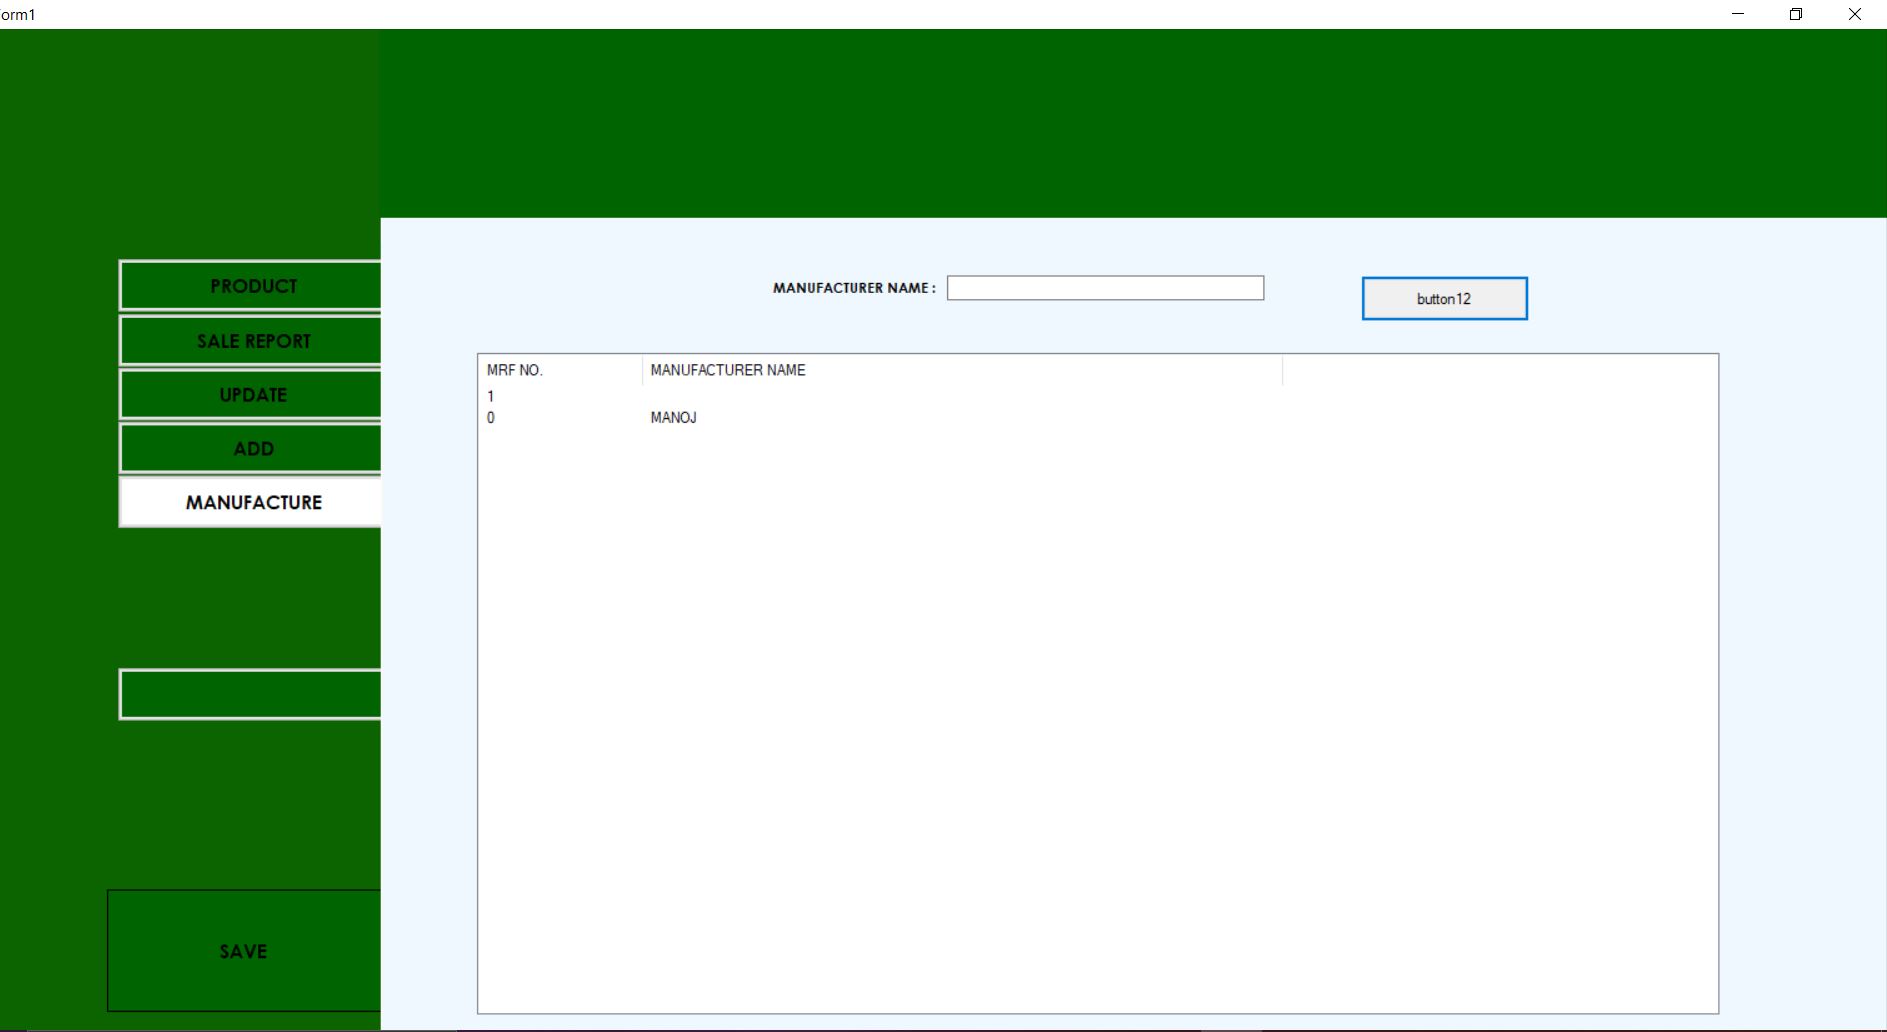 orm1
PRODUCT
SALE REPORT
UPDATE
ADD
MANUFACTURE
SAVE
MANUFACTURER NAME :
button12
MRF NO. MANUFACTURER NAME
1
0 MANOJ